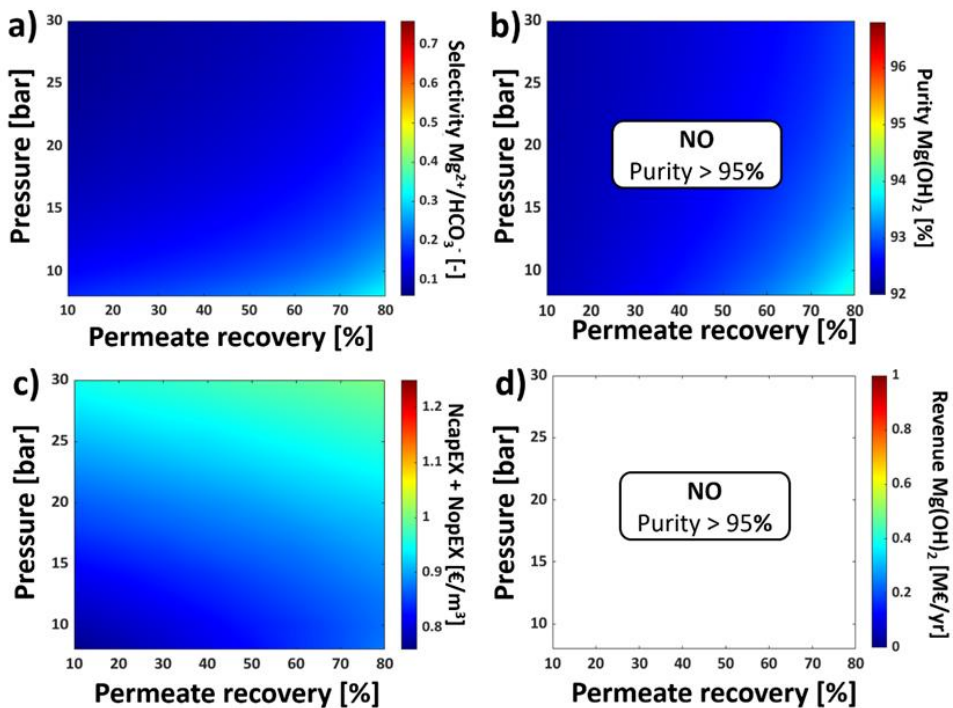 a)
30
25
20
15
10
Pressure [bar]
10 20 30 40 50 60 70 80
Permeate recovery [%]
0.7
0.6
0.5
0.4
0.3
0.2
0.1
Selectivity Mg²⁺/HCO₃⁻ [-]
b)
30
25
20
15
10
Pressure [bar]
NO
Purity > 95%
10 20 30 40 50 60 70 80
Permeate recovery [%]
96
95
94
93
92
Purity Mg(OH)₂ [%]
c)
30
25
20
15
10
Pressure [bar]
10 20 30 40 50 60 70 80
Permeate recovery [%]
1.2
1.1
1
0.9
0.8
NcapEX + NopEX [€/m³]
d)
30
25
20
15
10
Pressure [bar]
NO
Purity > 95%
10 20 30 40 50 60 70 80
Permeate recovery [%]
1
0.8
0.6
0.4
0.2
0
Revenue Mg(OH)₂ [M€/yr]